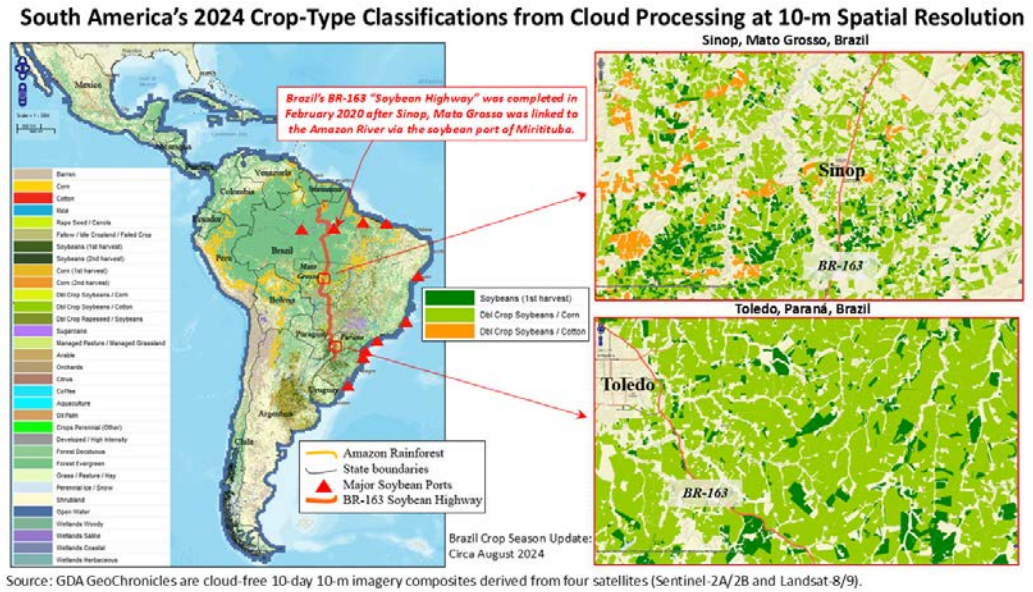 South America's 2024 Crop-Type Classifications from Cloud Processing at 10-m Spatial Resolution
Sinop, Mato Grosso, Brazil
Brazil's BR-163 "Soybean Highway" was completed in
February 2020 after Sinop, Mato Grosso was linked to
the Amazon River via the soybean port of Miritituba.
Mexico
Nicaragua
Venezuela
Colombia
Suriname
Ecuador
Brazil
Peru
Mato
Grosso
Bolivia
Paraguay
Parana
Uruguay
Argentina
Chile
Barren
Corn
Cotton
Rice
Rape Seed / Canola
Fallow / Idle Cropland / Failed Crop
Soybeans (1st harvest)
Soybeans (2nd harvest)
Corn (1st harvest)
Corn (2nd harvest)
Dbl Crop Soybeans / Corn
Dbl Crop Soybeans / Cotton
Dbl Crop Rapeseed / Soybeans
Sugarcane
Managed Pasture / Managed Grassland
Arable
Orchards
Citrus
Coffee
Aquaculture
Oil Palm
Crops Perennial (Other)
Developed / High Intensity
Forest Deciduous
Forest Evergreen
Grass / Pasture / Hay
Perennial Ice / Snow
Shrubland
Open Water
Wetlands Woody
Wetlands Saline
Wetlands Coastal
Wetlands Herbaceous
Soybeans (1st harvest)
Dbl Crop Soybeans / Corn
Dbl Crop Soybeans / Cotton
Amazon Rainforest
State boundaries
Major Soybean Ports
BR-163 Soybean Highway
Brazil Crop Season Update:
Circa August 2024
Sinop
BR-163
Toledo, Paraná, Brazil
Toledo
BR-163
Source: GDA GeoChronicles are cloud-free 10-day 10-m imagery composites derived from four satellites (Sentinel-2A/2B and Landsat-8/9).